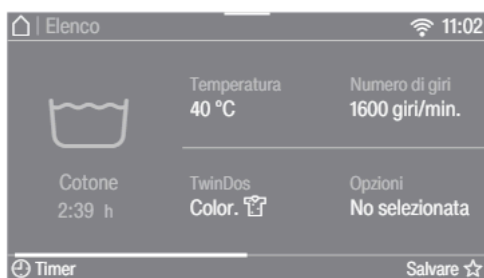 | Elenco
11:02
Temperatura
40 °C
Numero di giri
1600 giri/min.
Cotone
2:39 h
TwinDos
Color.
Opzioni
No selezionata
Timer
Salvare